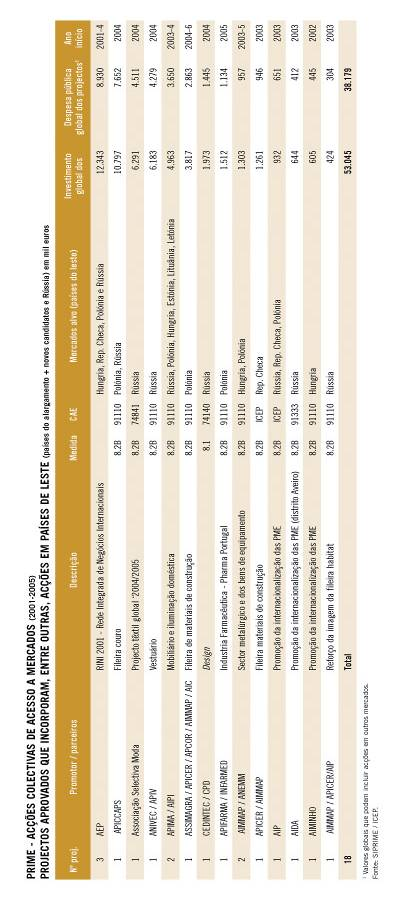 PRIME - ACÇÕES COLECTIVAS DE ACESSO A MERCADOS (2001-2005)
PROJECTOS APROVADOS QUE INCORPORAM, ENTRE OUTRAS, ACÇÕES EM PAÍSES DE LESTE (países do alargamento + novos candidatos e Rússia) em mil euros
Nº proj. Promotor / parceiros Descrição Medida CAE Mercados alvo (países do leste) Investimento global dos Despesa pública global dos projectos¹ Ano início
3 AEP RINI 2001 - Rede Integrada de Negócios Internacionais 8.2B 91110 Hungria, Rep. Checa, Polónia e Rússia 12.343 8.930 2001-4
1 APICCAPS Fileira couro 8.2B 91110 Polónia, Rússia 10.797 7.652 2004
1 Associação Selectiva Moda Projecto têxtil global '2004/2005 8.2B 74841 Rússia 6.291 4.511 2004
1 ANIVEC / APIV Vestuário 8.2B 91110 Rússia 6.183 4.279 2004
2 APIMA / AIPI Mobiliário e iluminação doméstica 8.2B 91110 Rússia, Polónia, Hungria, Estónia, Lituânia, Letónia 4.963 3.650 2003-4
1 ASSIMAGRA / APICER / APCOR / AIMMAP / AIC Fileira de materiais de construção 8.2B 91110 Polónia 3.817 2.863 2004-6
1 CEDINTEC / CPD Design 8.1 74140 Rússia 1.973 1.445 2004
1 APIFARMA / INFARMED Industria Farmacêutica - Pharma Portugal 8.2B 91110 Polónia 1.512 1.134 2005
2 AIMMAP / ANEMM Sector metalúrgico e dos bens de equipamento 8.2B 91110 Hungria, Polónia 1.303 957 2003-5
1 APICER / AIMMAP Fileira materiais de construção 8.2B ICEP Rep. Checa 1.261 946 2003
1 AIP Promoção da internacionalização das PME 8.2B ICEP Rússia, Rep. Checa, Polónia 932 651 2003
1 AIDA Promoção da internacionalização das PME (distrito Aveiro) 8.2B 91333 Rússia 644 412 2003
1 AIMINHO Promoção da internacionalização das PME 8.2B 91110 Hungria 605 445 2002
1 AIMMAP / APICER/AIP Reforço da imagem da fileira habitat 8.2B 91110 Rússia 424 304 2003
18 Total 53.045 38.179
¹ Valores globais que podem incluir acções em outros mercados.
Fonte: SiPRIME / ICEP.